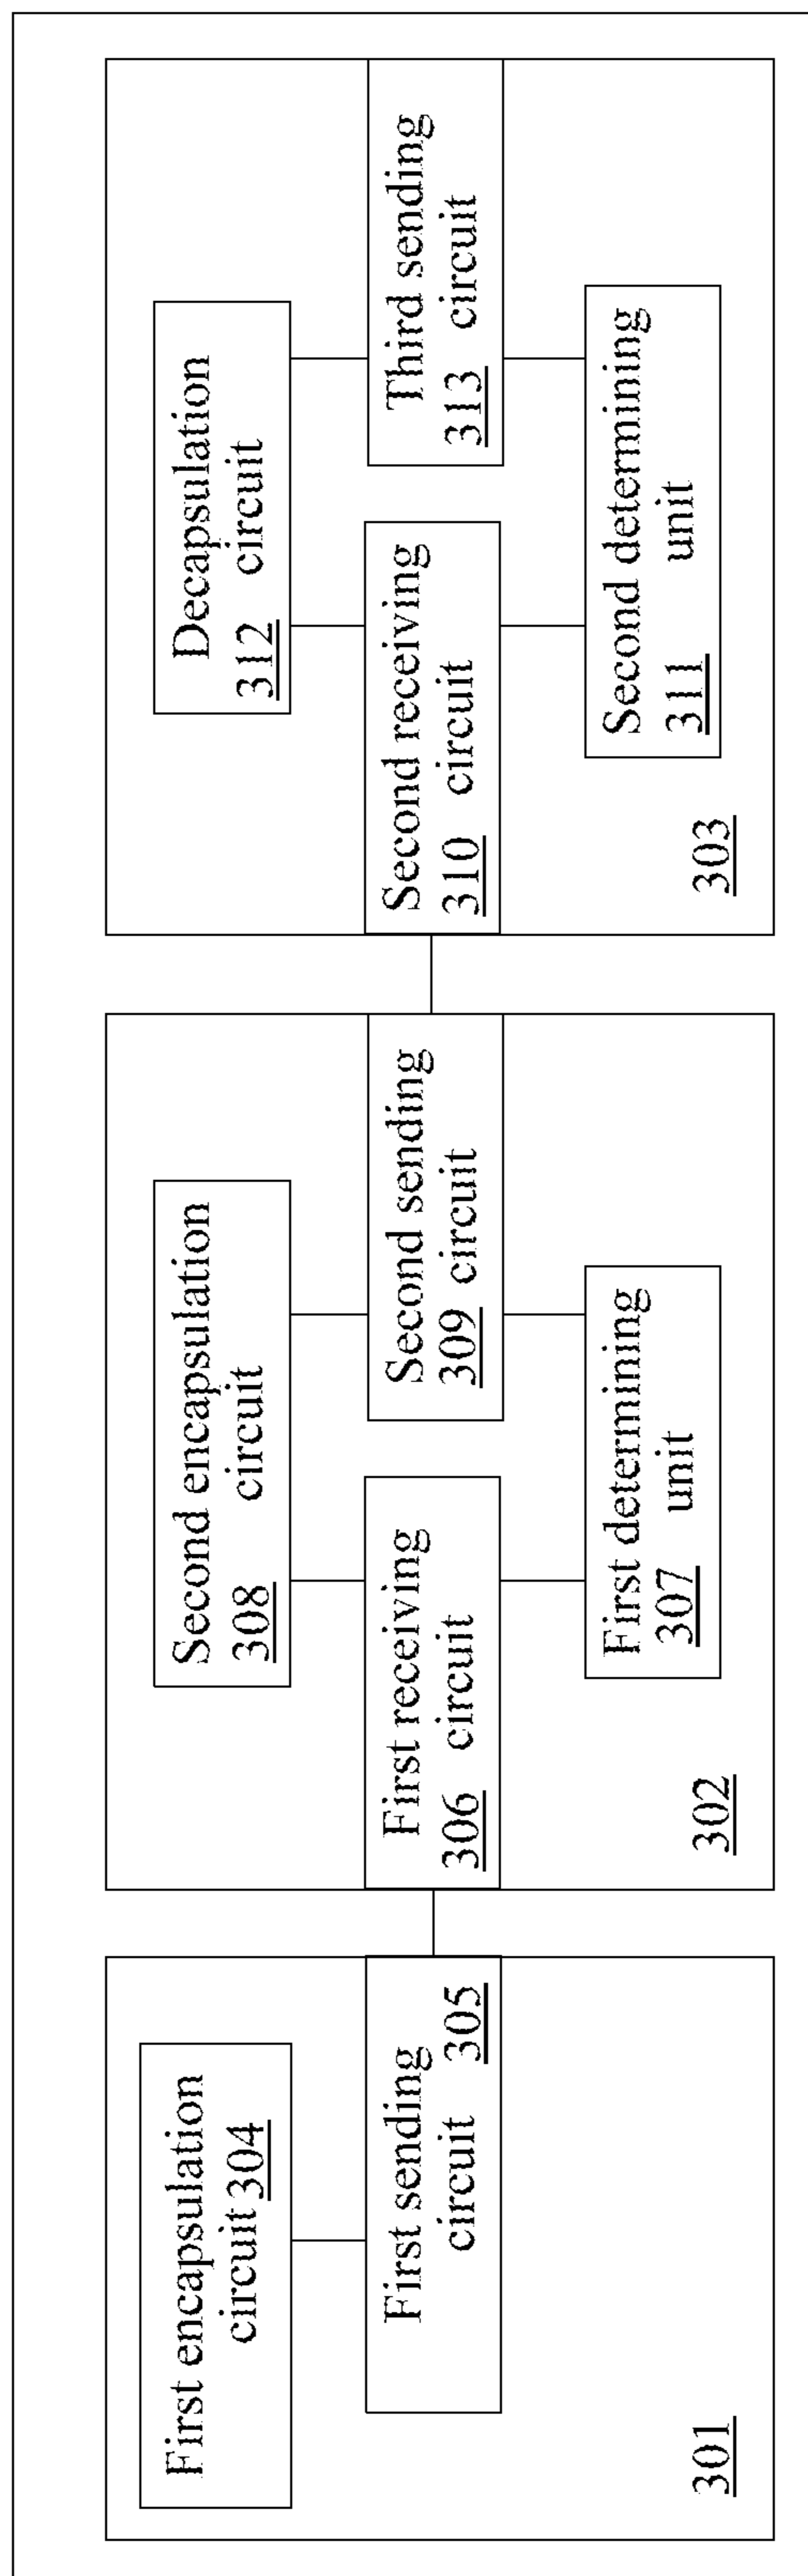 First encapsulation
circuit 304
First sending
circuit 305
301
Second encapsulation
308 circuit
First receiving
306 circuit
Second sending
309 circuit
First determining
307 unit
302
Decapsulation
312 circuit
Second receiving
310 circuit
Third sending
313 circuit
Second determining
311 unit
303